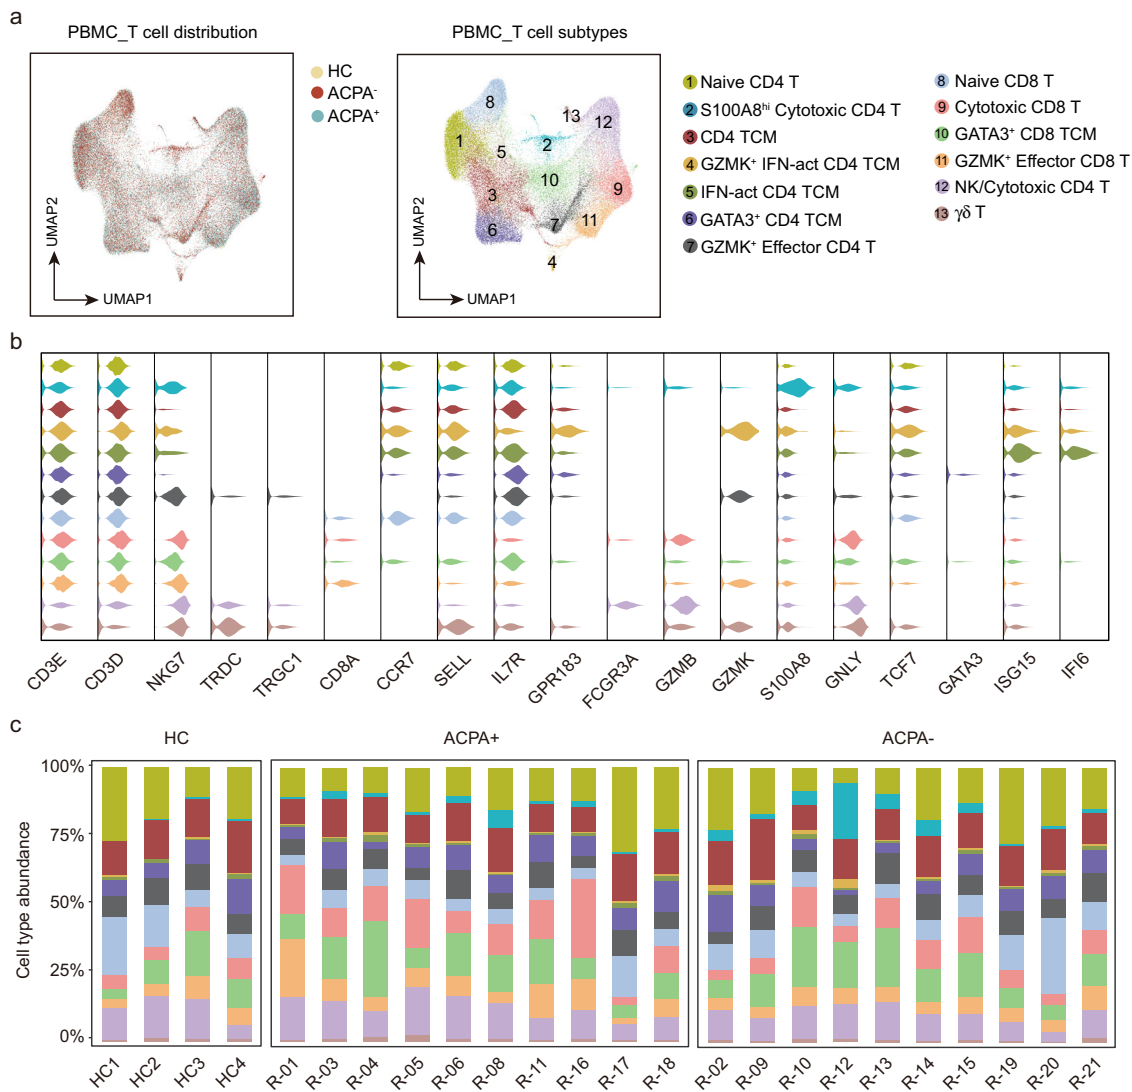 a
PBMC_T cell distribution
HC
ACPA⁻
ACPA⁺
UMAP2
UMAP1
PBMC_T cell subtypes
1
2
3
4
5
6
7
8
9
10
11
12
13
UMAP2
UMAP1
1 Naive CD4 T
2 S100A8ʰⁱ Cytotoxic CD4 T
3 CD4 TCM
4 GZMK⁺ IFN-act CD4 TCM
5 IFN-act CD4 TCM
6 GATA3⁺ CD4 TCM
7 GZMK⁺ Effector CD4 T
8 Naive CD8 T
9 Cytotoxic CD8 T
10 GATA3⁺ CD8 TCM
11 GZMK⁺ Effector CD8 T
12 NK/Cytotoxic CD4 T
13 γδ T
b
CD3E
CD3D
NKG7
TRDC
TRGC1
CD8A
CCR7
SELL
IL7R
GPR183
FCGR3A
GZMB
GZMK
S100A8
GNLY
TCF7
GATA3
ISG15
IFI6
c
HC
ACPA+
ACPA-
Cell type abundance
100%
75%
50%
25%
0%
HC1
HC2
HC3
HC4
R-01
R-03
R-04
R-05
R-06
R-08
R-11
R-16
R-17
R-18
R-02
R-09
R-10
R-12
R-13
R-14
R-15
R-19
R-20
R-21